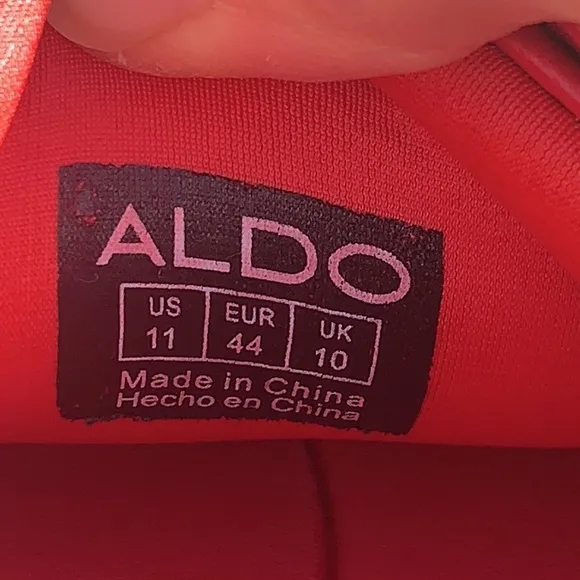 ALDO
US EUR UK
11 44 10
Made in China
Hecho en China